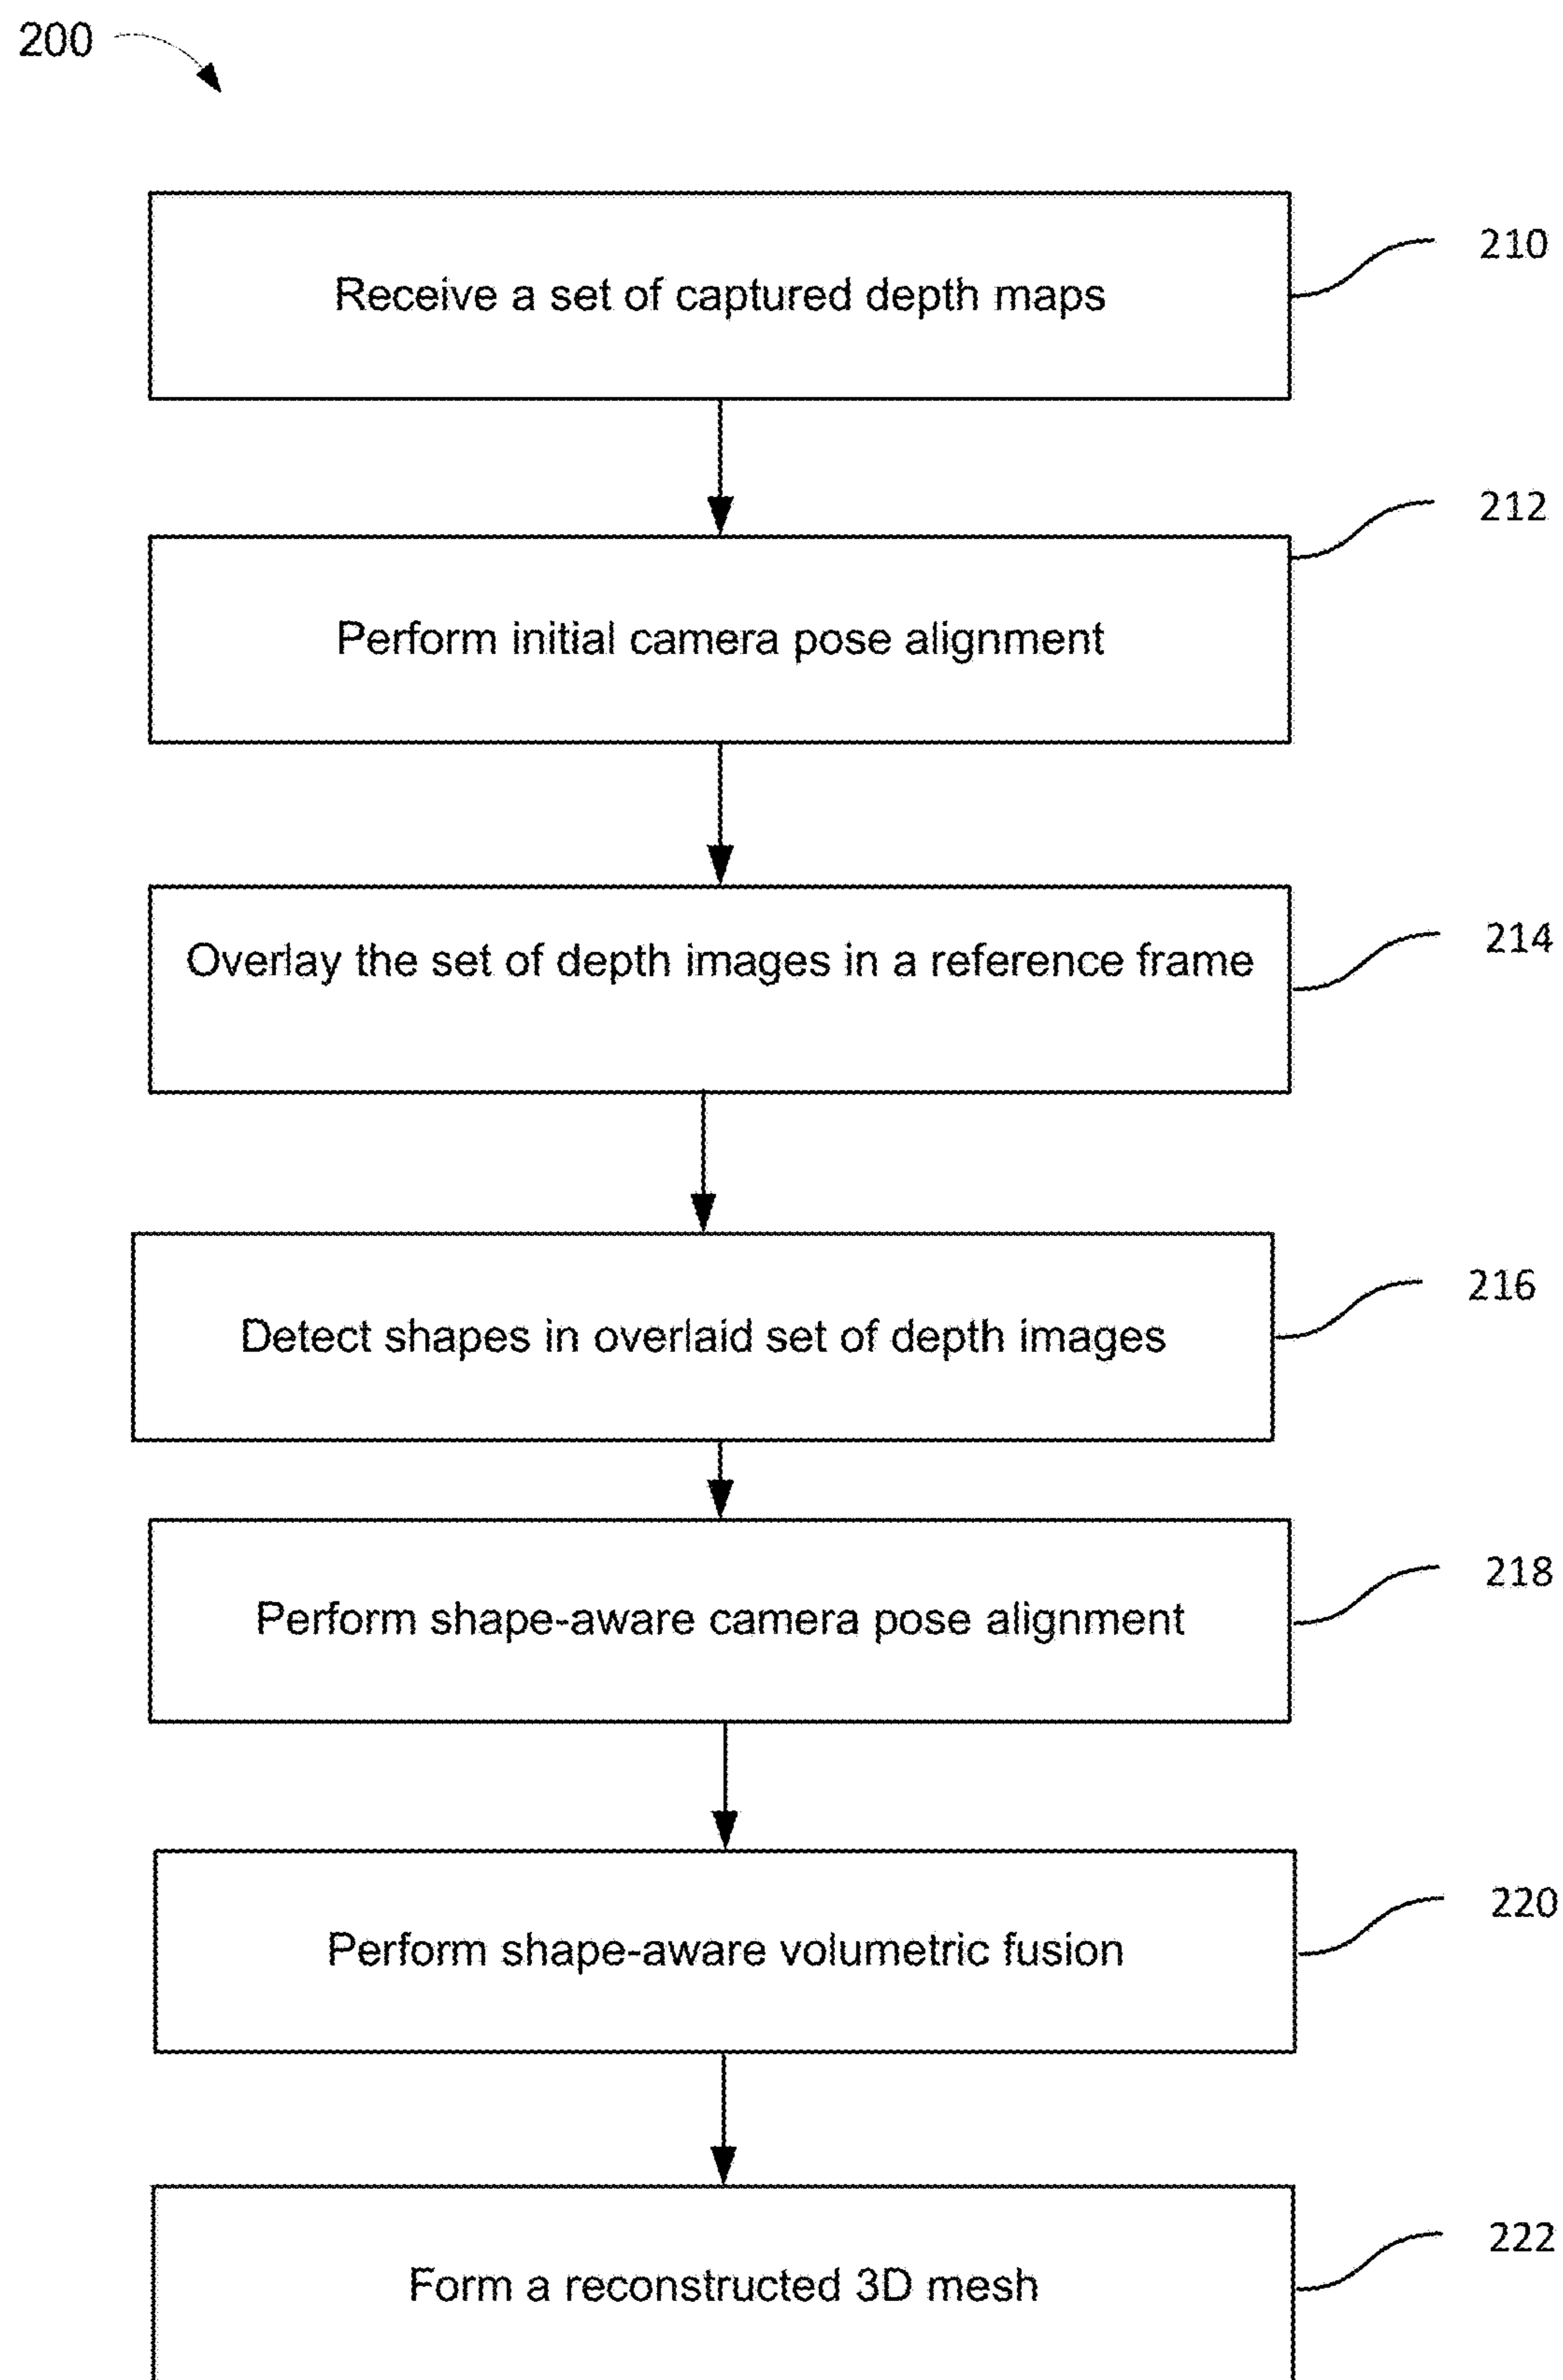 200
Receive a set of captured depth maps
210
Perform initial camera pose alignment
212
Overlay the set of depth images in a reference frame
214
Detect shapes in overlaid set of depth images
216
Perform shape-aware camera pose alignment
218
Perform shape-aware volumetric fusion
220
Form a reconstructed 3D mesh
222